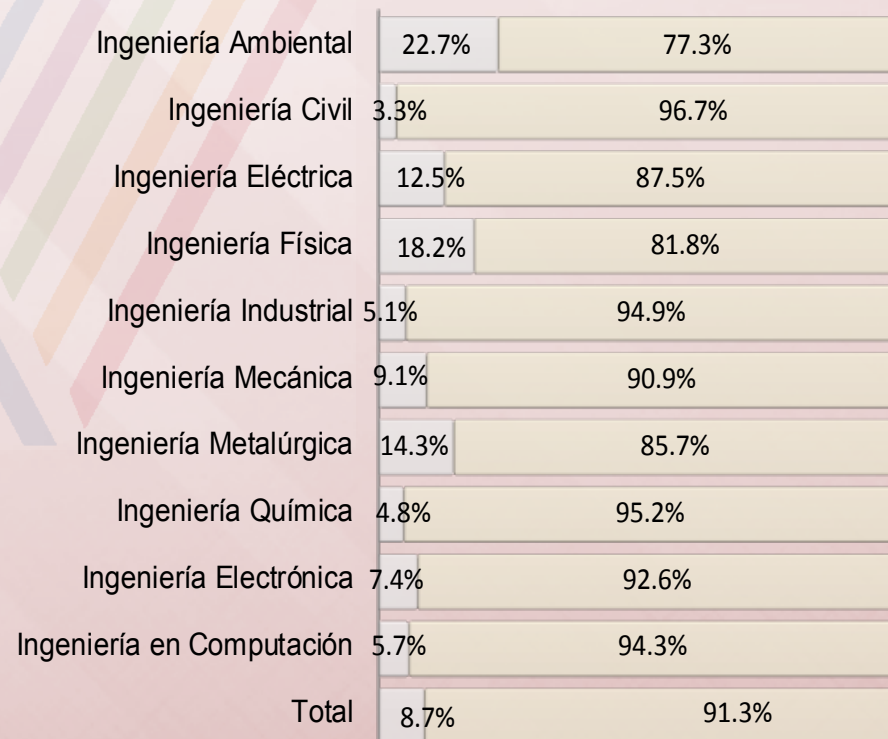 Ingeniería Ambiental 22.7% 77.3%
Ingeniería Civil 3.3% 96.7%
Ingeniería Eléctrica 12.5% 87.5%
Ingeniería Física 18.2% 81.8%
Ingeniería Industrial 5.1% 94.9%
Ingeniería Mecánica 9.1% 90.9%
Ingeniería Metalúrgica 14.3% 85.7%
Ingeniería Química 4.8% 95.2%
Ingeniería Electrónica 7.4% 92.6%
Ingeniería en Computación 5.7% 94.3%
Total 8.7% 91.3%